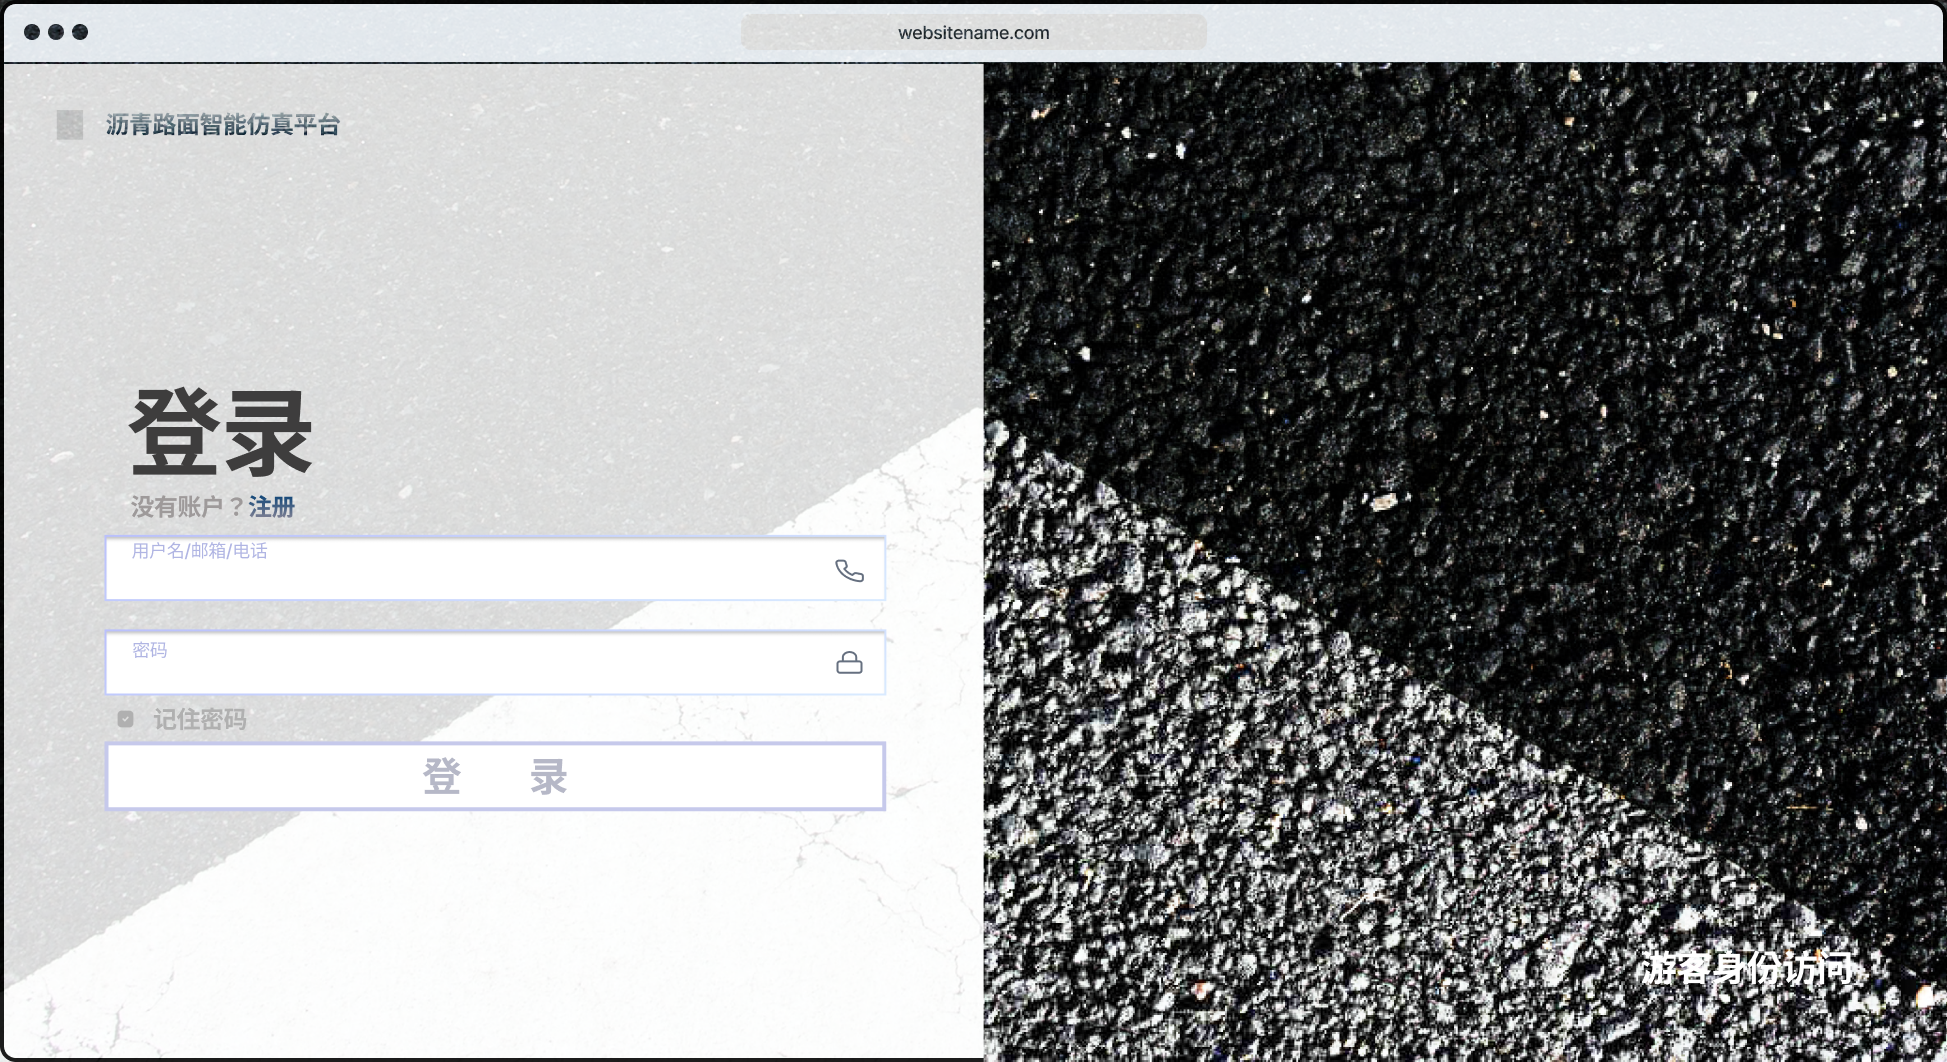 websitename.com
沥青路面智能仿真平台
登录
没有账户？注册
用户名/邮箱/电话
密码
记住密码
登 录
游客身份访问